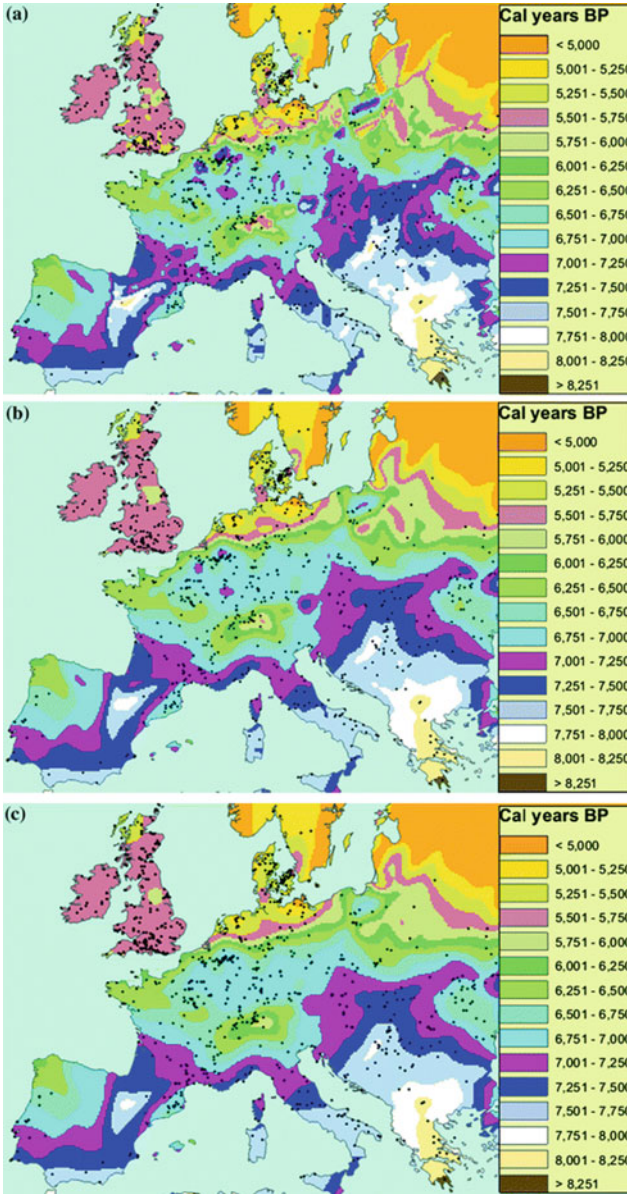 (a)
Cal years BP
< 5,000
5,001 - 5,250
5,251 - 5,500
5,501 - 5,750
5,751 - 6,000
6,001 - 6,250
6,251 - 6,500
6,501 - 6,750
6,751 - 7,000
7,001 - 7,250
7,251 - 7,500
7,501 - 7,750
7,751 - 8,000
8,001 - 8,250
> 8,251
(b)
Cal years BP
< 5,000
5,001 - 5,250
5,251 - 5,500
5,501 - 5,750
5,751 - 6,000
6,001 - 6,250
6,251 - 6,500
6,501 - 6,750
6,751 - 7,000
7,001 - 7,250
7,251 - 7,500
7,501 - 7,750
7,751 - 8,000
8,001 - 8,250
> 8,251
(c)
Cal years BP
< 5,000
5,001 - 5,250
5,251 - 5,500
5,501 - 5,750
5,751 - 6,000
6,001 - 6,250
6,251 - 6,500
6,501 - 6,750
6,751 - 7,000
7,001 - 7,250
7,251 - 7,500
7,501 - 7,750
7,751 - 8,000
8,001 - 8,250
> 8,251